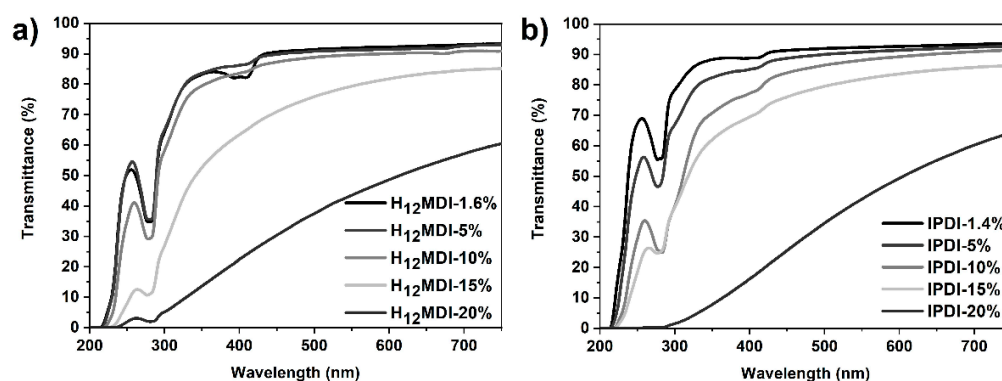 a)
Transmittance (%)
100
90
80
70
60
50
40
30
20
10
0
200 300 400 500 600 700
Wavelength (nm)
H12MDI-1.6%
H12MDI-5%
H12MDI-10%
H12MDI-15%
H12MDI-20%
b)
Transmittance (%)
100
90
80
70
60
50
40
30
20
10
0
200 300 400 500 600 700
Wavelength (nm)
IPDI-1.4%
IPDI-5%
IPDI-10%
IPDI-15%
IPDI-20%